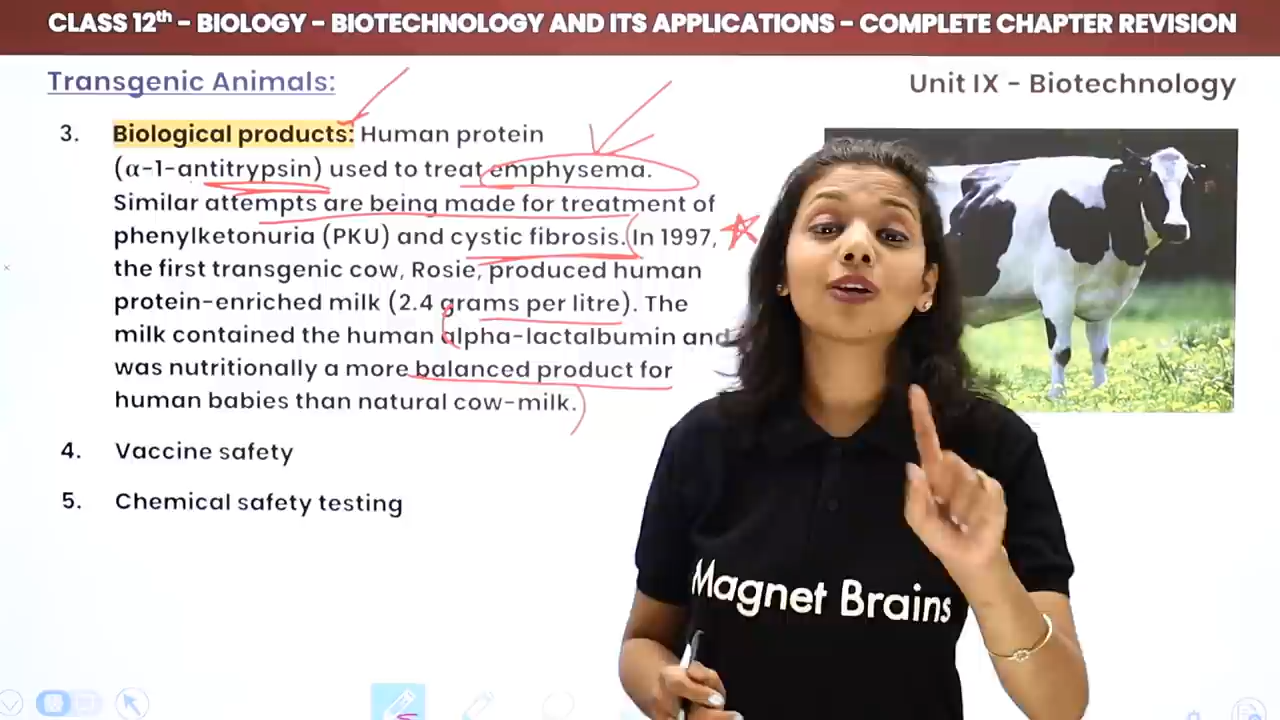 CLASS 12th - BIOLOGY - BIOTECHNOLOGY AND ITS APPLICATIONS - COMPLETE CHAPTER REVISION
Transgenic Animals:
Unit IX - Biotechnology
3. Biological products: Human protein
(α-1-antitrypsin) used to treat emphysema.
Similar attempts are being made for treatment of
phenylketonuria (PKU) and cystic fibrosis. In 1997,
the first transgenic cow, Rosie, produced human
protein-enriched milk (2.4 grams per litre). The
milk contained the human alpha-lactalbumin and
was nutritionally a more balanced product for
human babies than natural cow-milk.
4. Vaccine safety
5. Chemical safety testing
Magnet Brains